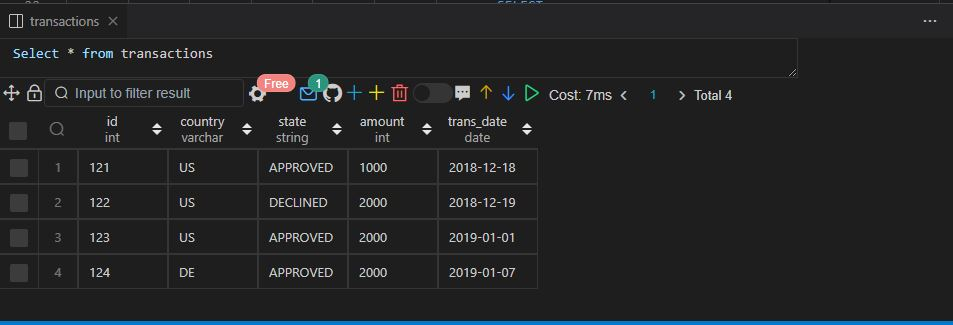 SELECT
transactions
Select * from transactions
Input to filter result Free 1 Cost: 7ms 1 Total 4
id country state amount trans_date
int varchar string int date
1 121 US APPROVED 1000 2018-12-18
2 122 US DECLINED 2000 2018-12-19
3 123 US APPROVED 2000 2019-01-01
4 124 DE APPROVED 2000 2019-01-07